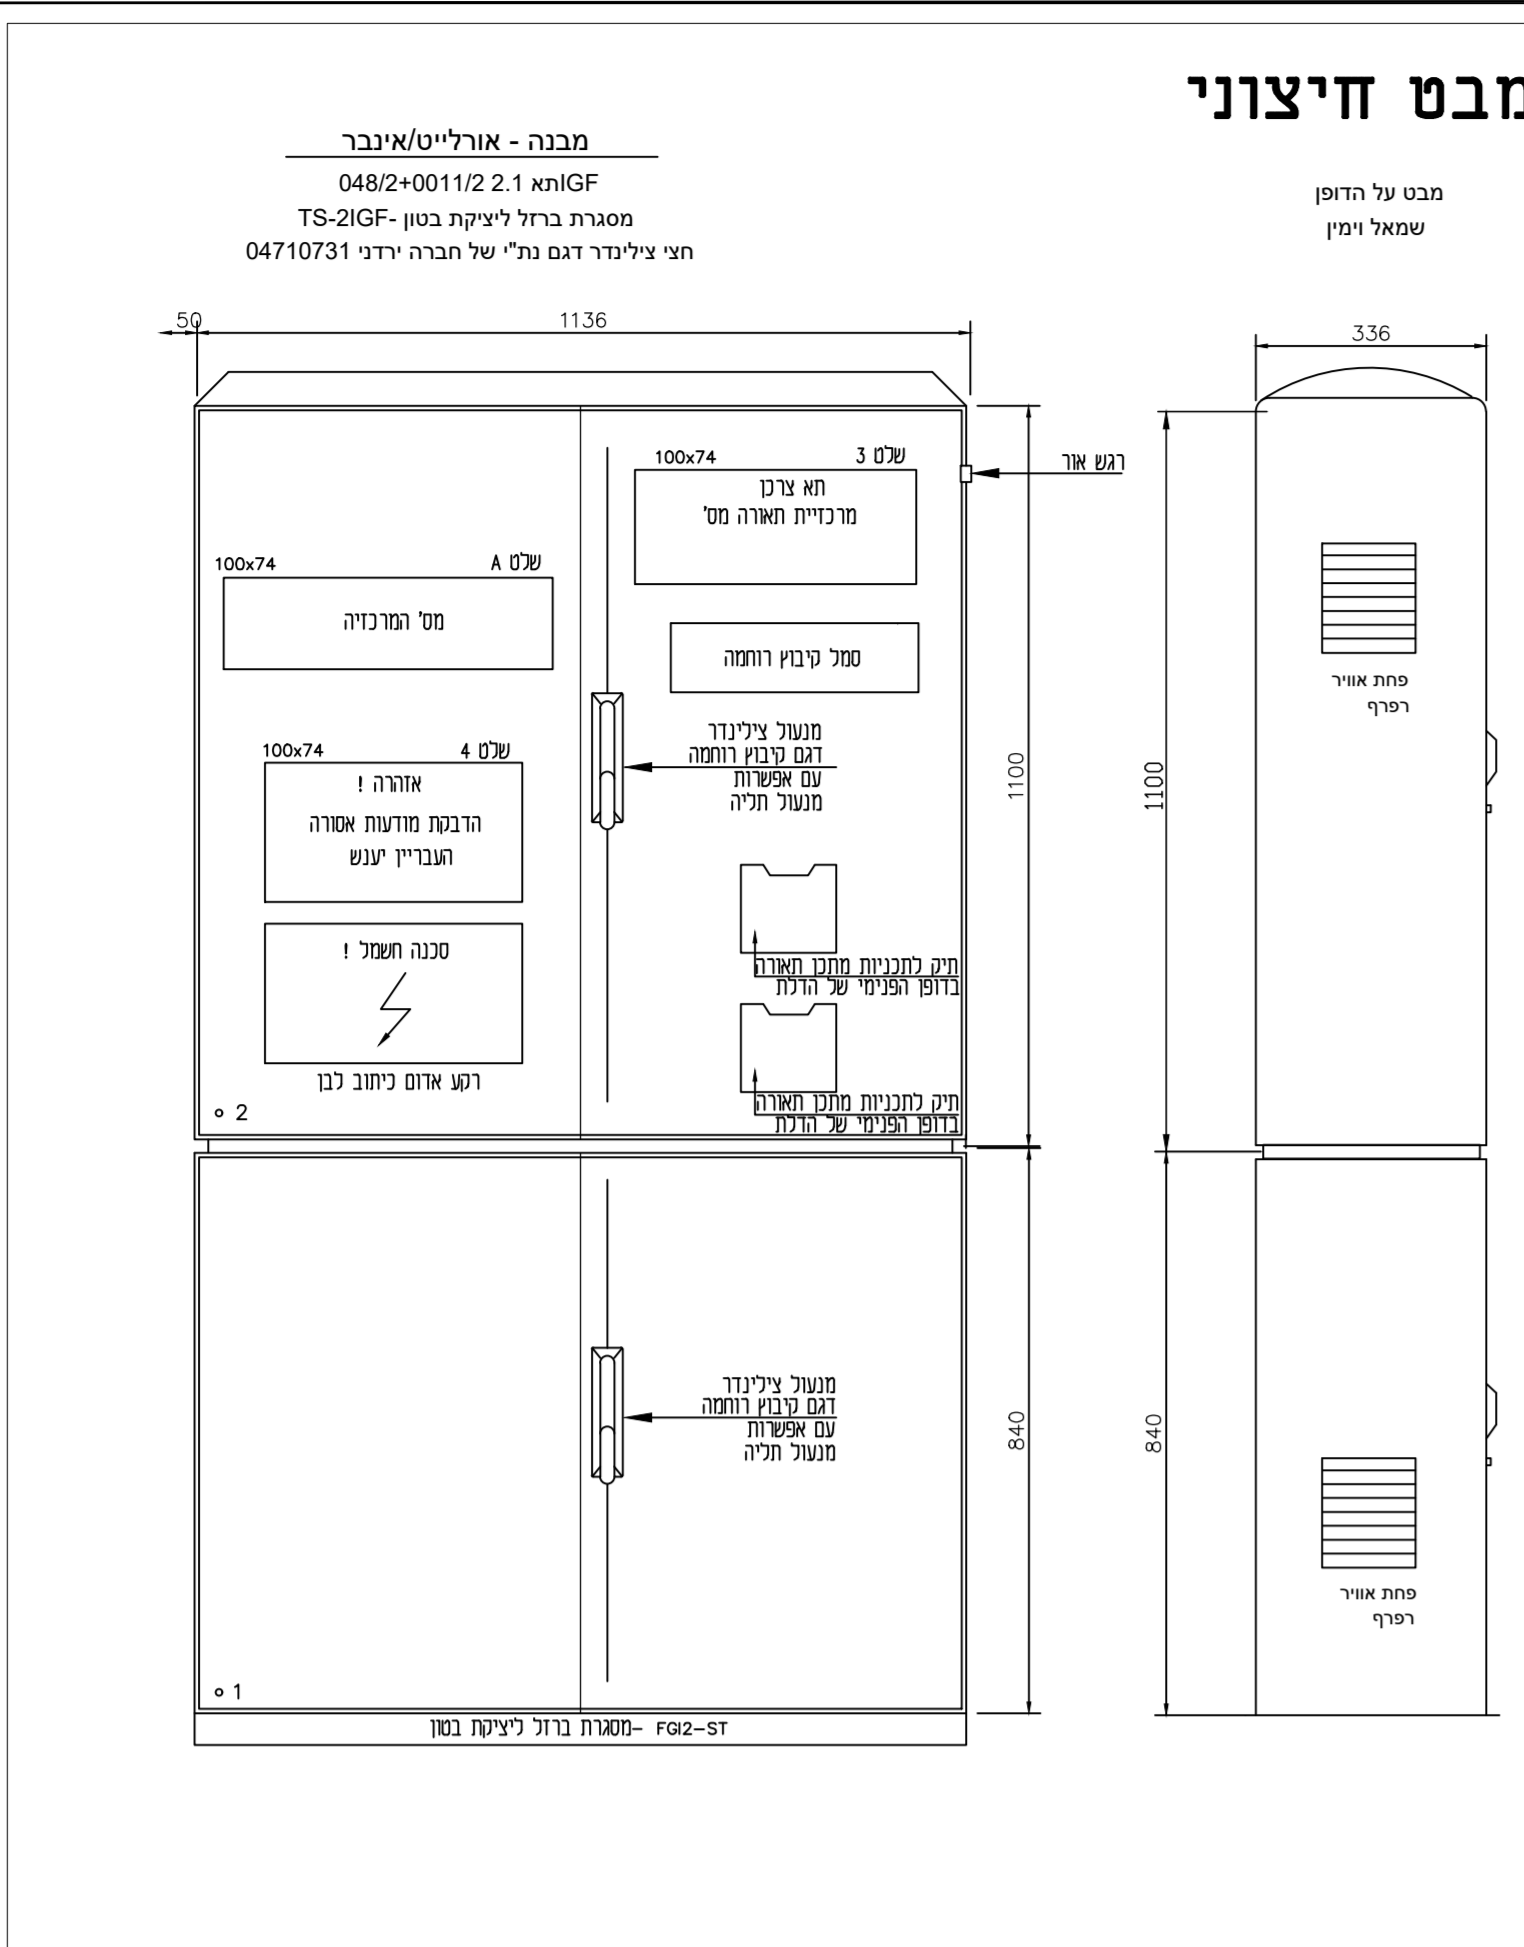 מבט חיצוני
מבנה - אורלייט/אינבר
תאIGF 2.1 048/2+0011/2
מסגרת ברזל ליציקת בטון -TS-2IGF
חצי צילינדר דגם נת"י של חברה ירדני 04710731
מבט על הדופן
שמאל וימין
50
1136
336
שלט 3
100x74
תא צרכן
מרכזיית תאורה מס'
רגש אור
שלט A
100x74
מס' המרכזיה
סמל קיבוץ רוחמה
פחת אוויר
רפרף
מנעול צילינדר
דגם קיבוץ רוחמה
עם אפשרות
מנעול תליה
שלט 4
100x74
אזהרה !
הדבקת מודעות אסורה
העבריין יענש
1100
1100
סכנה חשמל !
רקע אדום כיתוב לבן
תיק לתכניות מתכן תאורה
בדופן הפנימי של הדלת
תיק לתכניות מתכן תאורה
בדופן הפנימי של הדלת
2
מנעול צילינדר
דגם קיבוץ רוחמה
עם אפשרות
מנעול תליה
840
840
פחת אוויר
רפרף
1
מסגרת ברזל ליציקת בטון- FGI2-ST